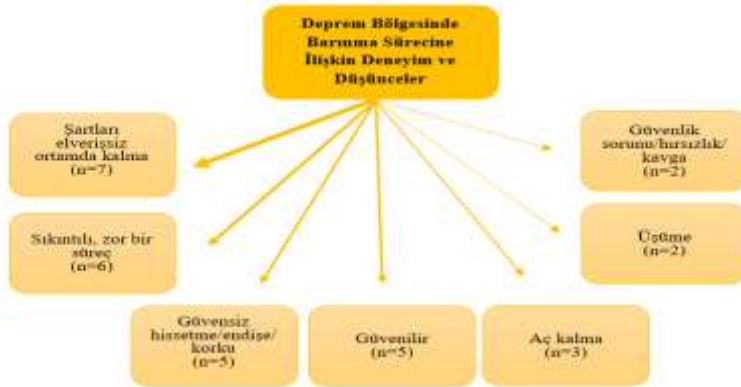 Deprem Bölgesinde
Barınma Sürecine
İlişkin Deneyim ve
Düşünceler
Şartları
elverişsiz
ortamda kalma
(n=7)
Sıkıntılı, zor bir
süreç
(n=6)
Güvensiz
hissetme/endişe/
korku
(n=5)
Güvenilir
(n=5)
Aç kalma
(n=3)
Üşüme
(n=2)
Güvenlik
sorunu/hırsızlık/
kavga
(n=2)